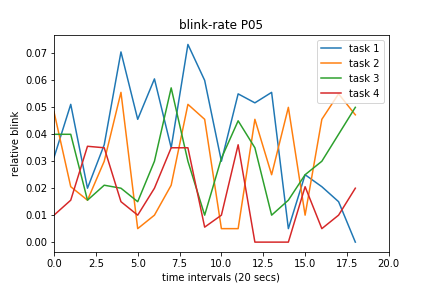 blink-rate P05
task 1
task 2
task 3
task 4
relative blink
0.07
0.06
0.05
0.04
0.03
0.02
0.01
0.00
0.0 2.5 5.0 7.5 10.0 12.5 15.0 17.5 20.0
time intervals (20 secs)